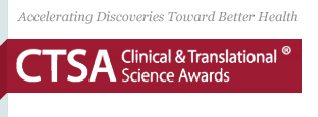 Accelerating Discoveries Toward Better Health
CTSA Clinical & Translational ®
Science Awards